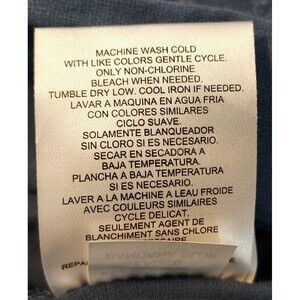 MACHINE WASH COLD
WITH LIKE COLORS GENTLE CYCLE.
ONLY NON-CHLORINE
BLEACH WHEN NEEDED.
TUMBLE DRY LOW. COOL IRON IF NEEDED.
LAVAR A MAQUINA EN AGUA FRIA
CON COLORES SIMILARES
CICLO SUAVE.
SOLAMENTE BLANQUEADOR
SIN CLORO SI ES NECESARIO.
SECAR EN SECADORA A
BAJA TEMPERATURA.
PLANCHA A BAJA TEMPERATURA
SI ES NECESARIO.
LAVER A LA MACHINE A LEAU FROIDE
AVEC COULEURS SIMILAIRES
CYCLE DELICAT.
SEULEMENT AGENT DE
BLANCHIMENT SANS CHLORE
BANDANA BLUE